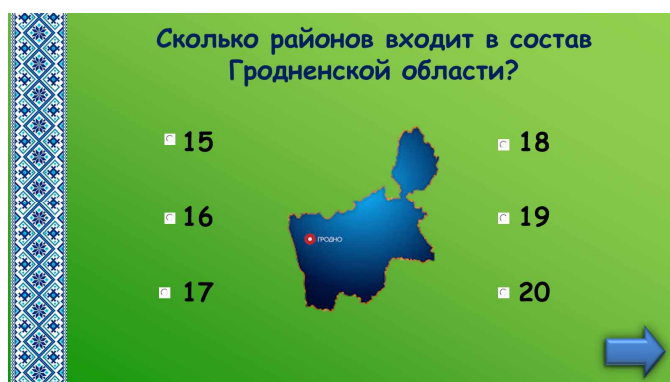 Сколько районов входит в состав
Гродненской области?
15
18
ГРОДНО
16
19
17
20